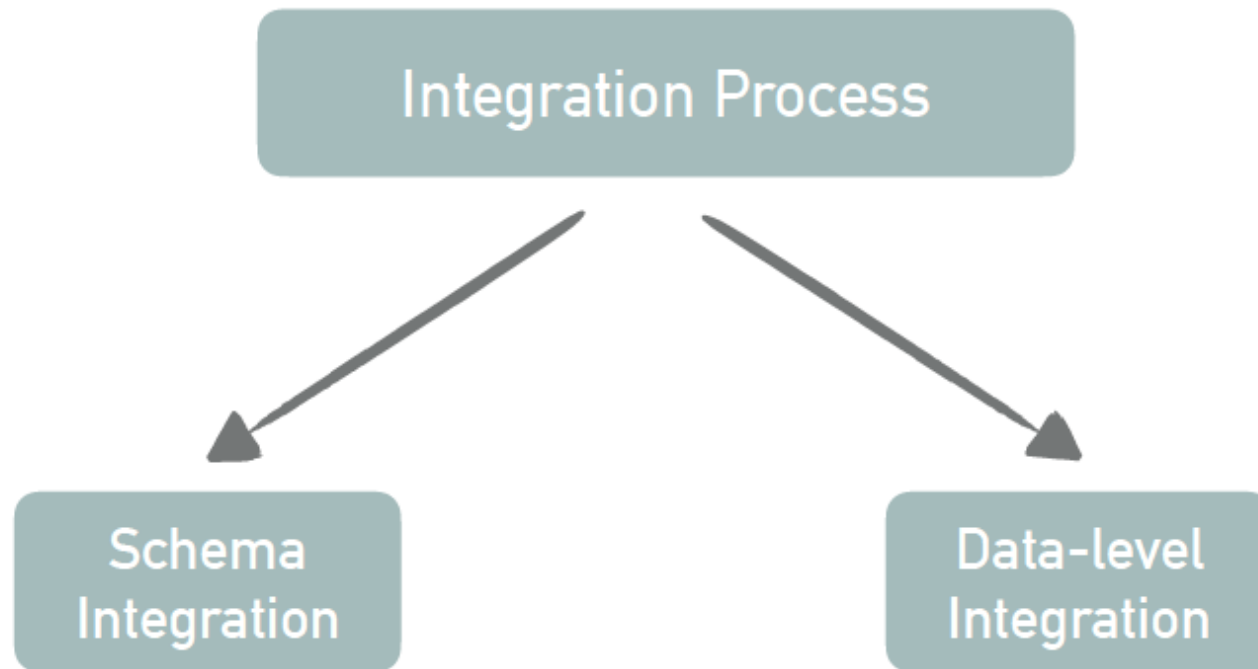 Integration Process
Schema
Integration
Data-level
Integration